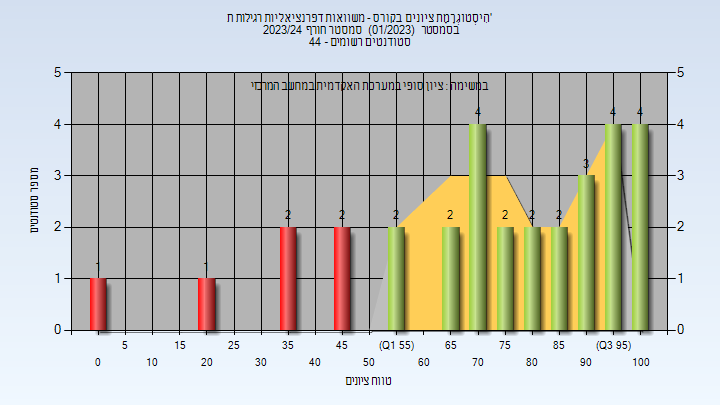 היסטוגרמת ציונים בקורס - משוואות דפרנציאליות רגילות ת'
בסמסטר (01/2023) סמסטר חורף 2023/24
סטודנטים רשומים - 44
במשימה : ציון סופי במערכת האקדמית במחשב המרכזי
מספר סטודנטים
5 5
4 4
3 3
2 2
1 1
0 0
1 1 2 2 2 2 4 2 2 2 3 4 4
5 15 25 35 45 (Q1 55) 65 75 85 (Q3 95)
0 10 20 30 40 50 60 70 80 90 100
טווח ציונים